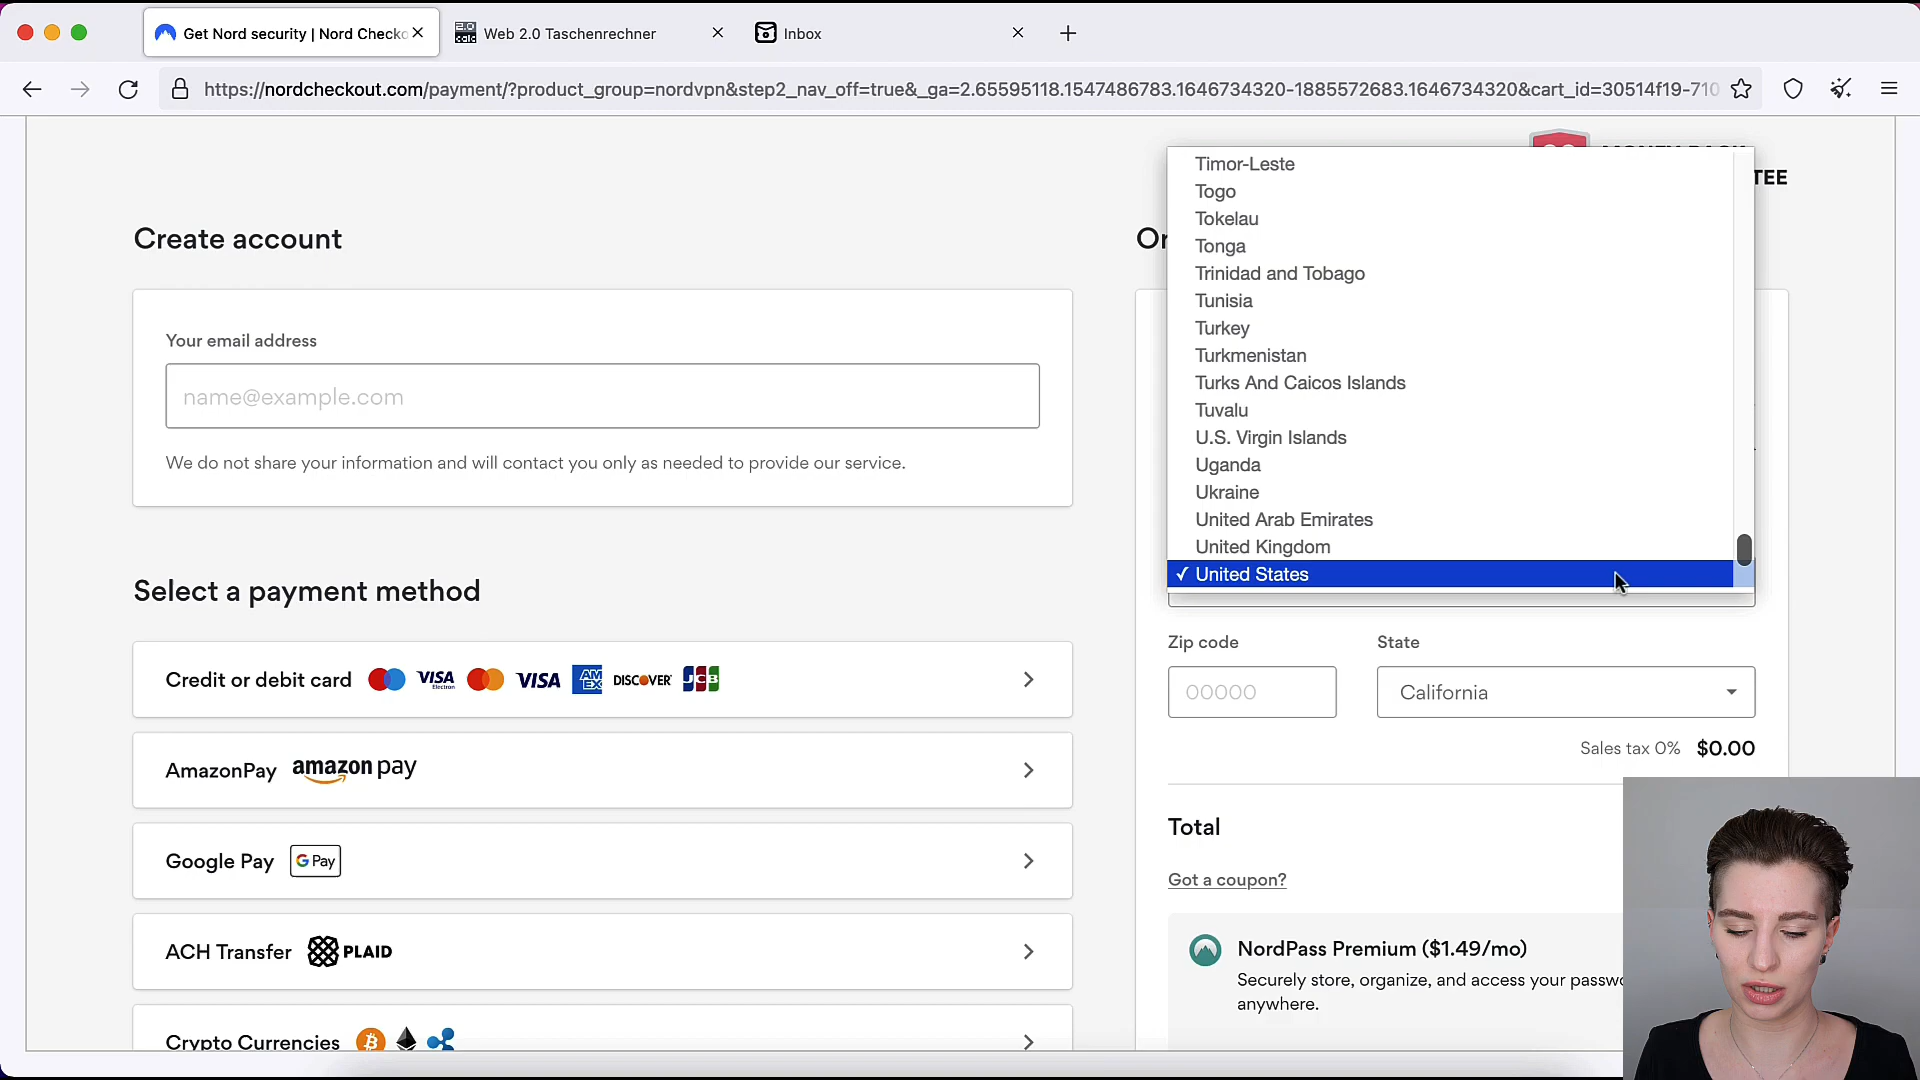 Get Nord security | Nord Checko
Web 2.0 Taschenrechner
Inbox
https://nordcheckout.com/payment/?product_group=nordvpn&step2_nav_off=true&_ga=2.65595118.1547486783.1646734320-1885572683.1646734320&cart_id=30514f19-710
TEE
Create account
Or
Your email address
name@example.com
We do not share your information and will contact you only as needed to provide our service.
Timor-Leste
Togo
Tokelau
Tonga
Trinidad and Tobago
Tunisia
Turkey
Turkmenistan
Turks And Caicos Islands
Tuvalu
U.S. Virgin Islands
Uganda
Ukraine
United Arab Emirates
United Kingdom
✓ United States
Zip code
State
00000
California
Sales tax 0% $0.00
Select a payment method
Credit or debit card VISA Electron VISA AM EX DISCOVER JCB
AmazonPay amazon pay
Google Pay G Pay
ACH Transfer PLAID
Crypto Currencies
Total
Got a coupon?
NordPass Premium ($1.49/mo)
Securely store, organize, and access your passwo
anywhere.